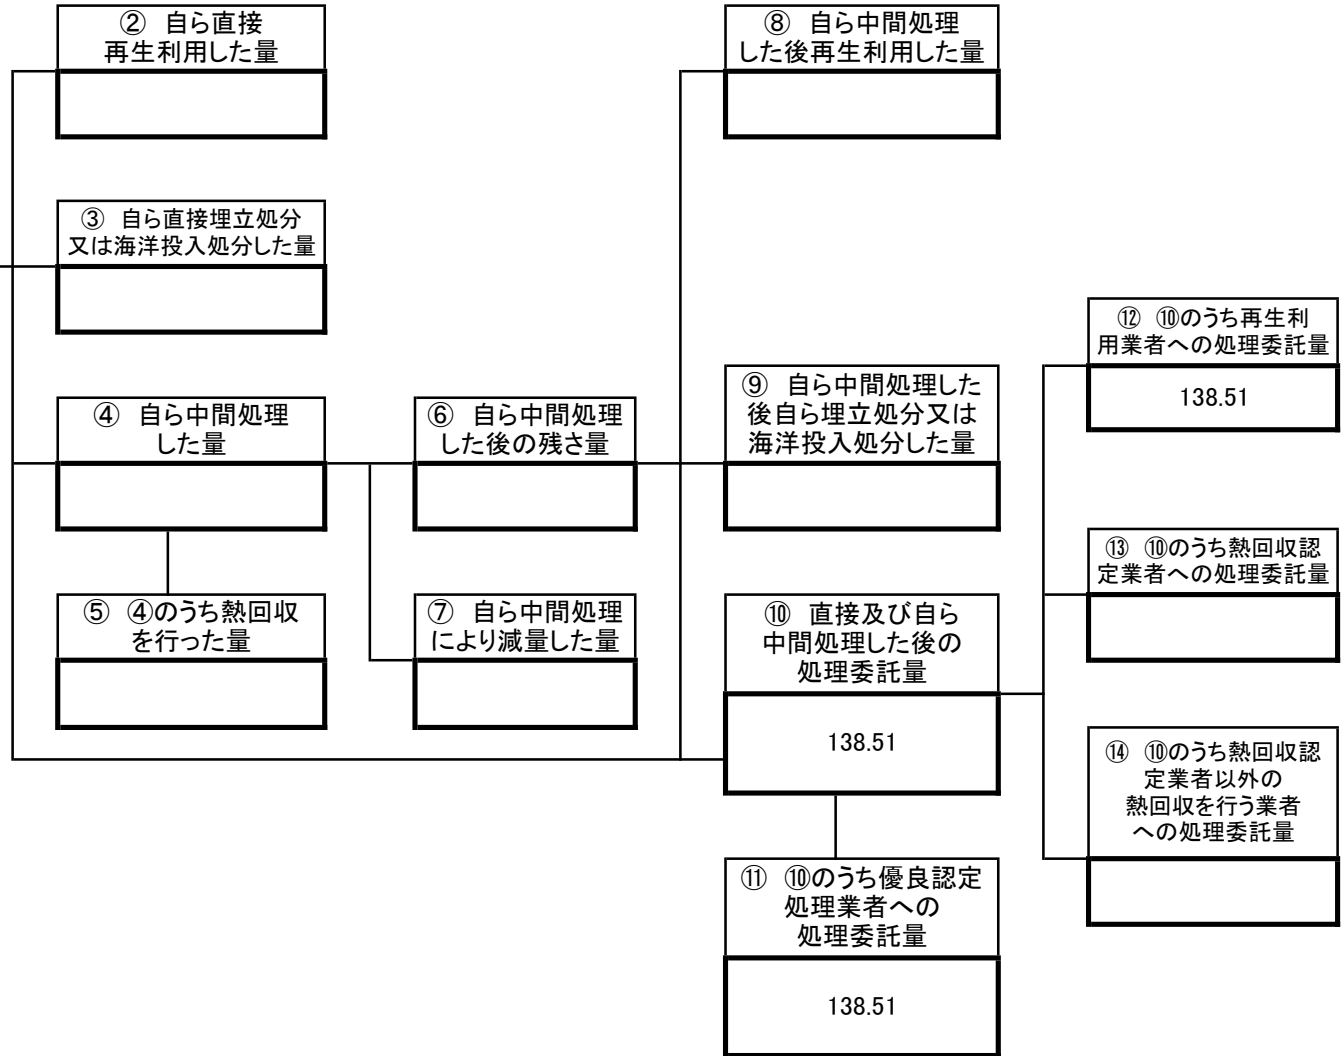 ② 自ら直接
再生利用した量
③ 自ら直接埋立処分
又は海洋投入処分した量
④ 自ら中間処理
した量
⑤ ④のうち熱回収
を行った量
⑥ 自ら中間処理
した後の残さ量
⑦ 自ら中間処理
により減量した量
⑧ 自ら中間処理
した後再生利用した量
⑨ 自ら中間処理した
後自ら埋立処分又は
海洋投入処分した量
⑩ 直接及び自ら
中間処理した後の
処理委託量
138.51
⑪ ⑩のうち優良認定
処理業者への
処理委託量
138.51
⑫ ⑩のうち再生利
用業者への処理委託量
138.51
⑬ ⑩のうち熱回収認
定業者への処理委託量
⑭ ⑩のうち熱回収認
定業者以外の
熱回収を行う業者
への処理委託量